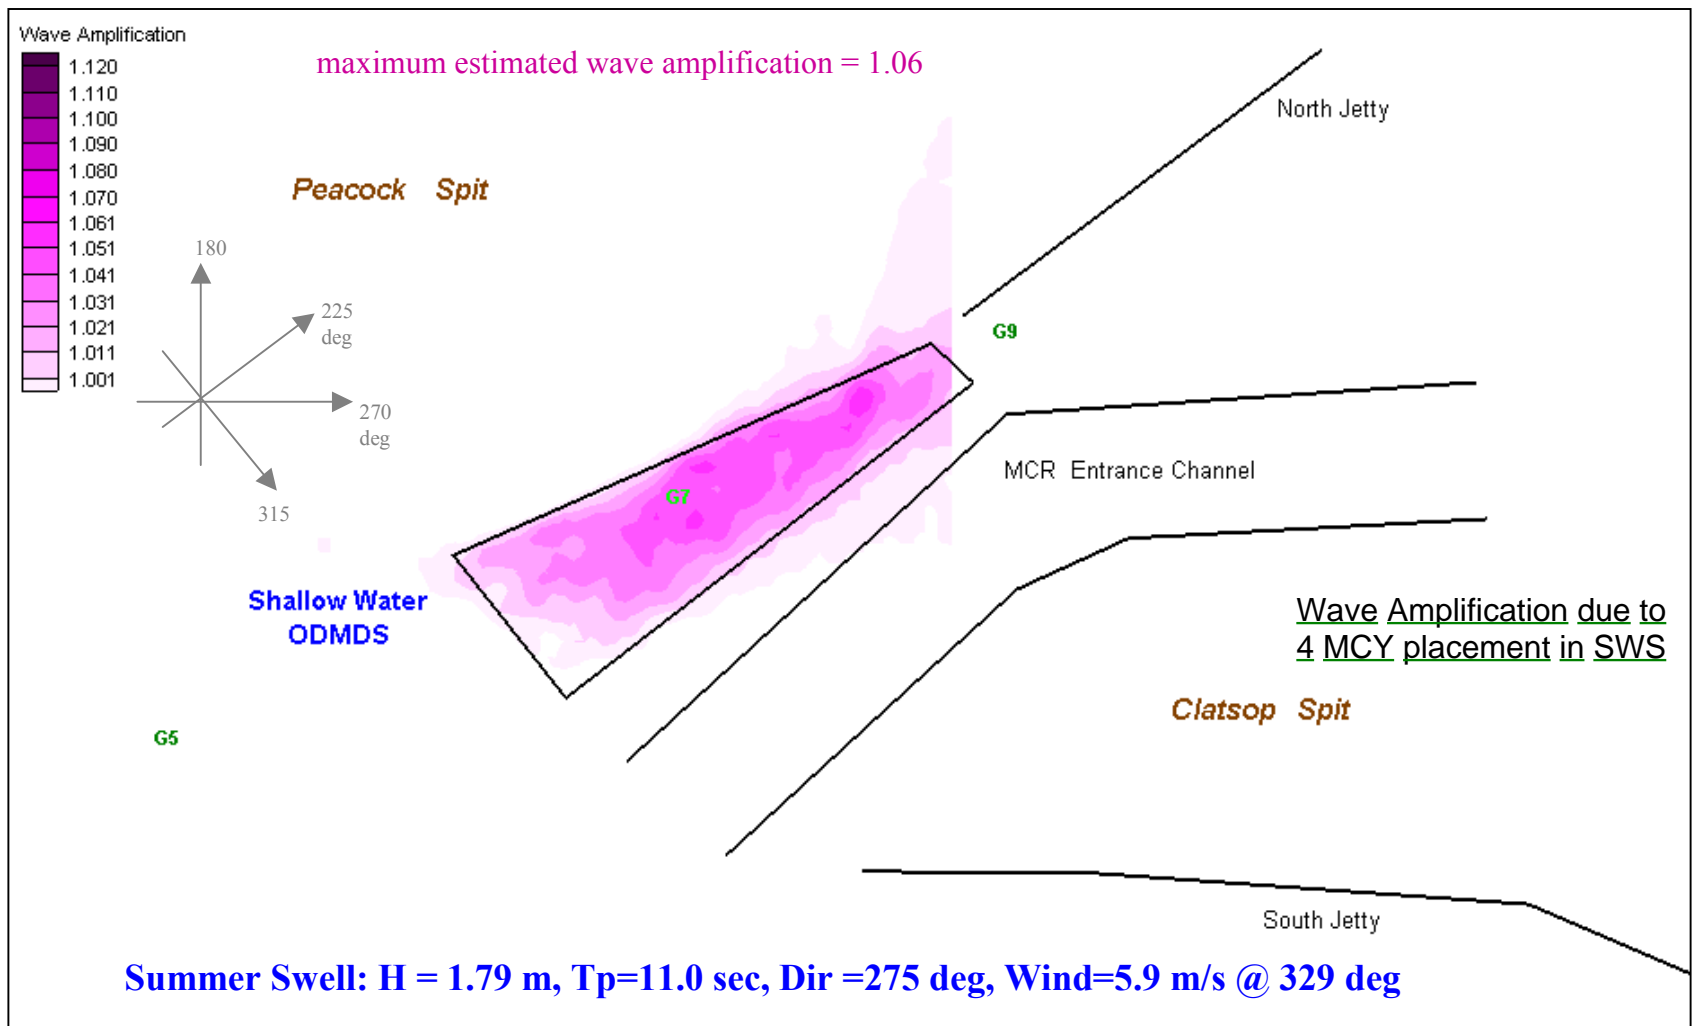 Wave Amplification
1.120
1.110
1.100
1.090
1.080
1.070
1.061
1.051
1.041
1.031
1.021
1.011
1.001
maximum estimated wave amplification = 1.06
North Jetty
Peacock Spit
180
225
deg
270
deg
315
G9
G7
MCR Entrance Channel
Shallow Water
ODMDS
Wave Amplification due to
4 MCY placement in SWS
Clatsop Spit
G5
South Jetty
Summer Swell: H = 1.79 m, Tp=11.0 sec, Dir =275 deg, Wind=5.9 m/s @ 329 deg